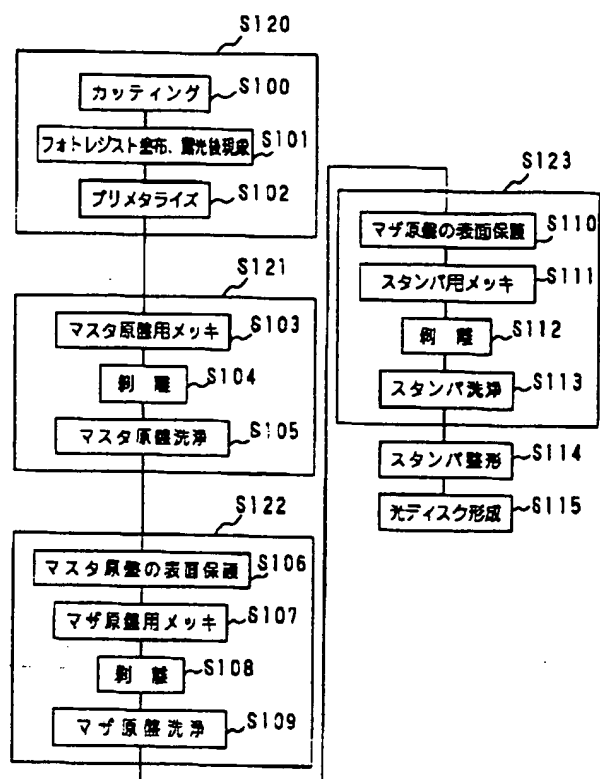 S120
カッティング S100
フォトレジスト塗布、露光後現像 S101
プリメタライズ S102
S121
マスタ原盤用メッキ S103
剥離 S104
マスタ原盤洗浄 S105
S122
マスタ原盤の表面保護 S106
マザ原盤用メッキ S107
剥離 S108
マザ原盤洗浄 S109
S123
マザ原盤の表面保護 S110
スタンパ用メッキ S111
剥離 S112
スタンパ洗浄 S113
スタンパ整形 S114
光ディスク形成 S115